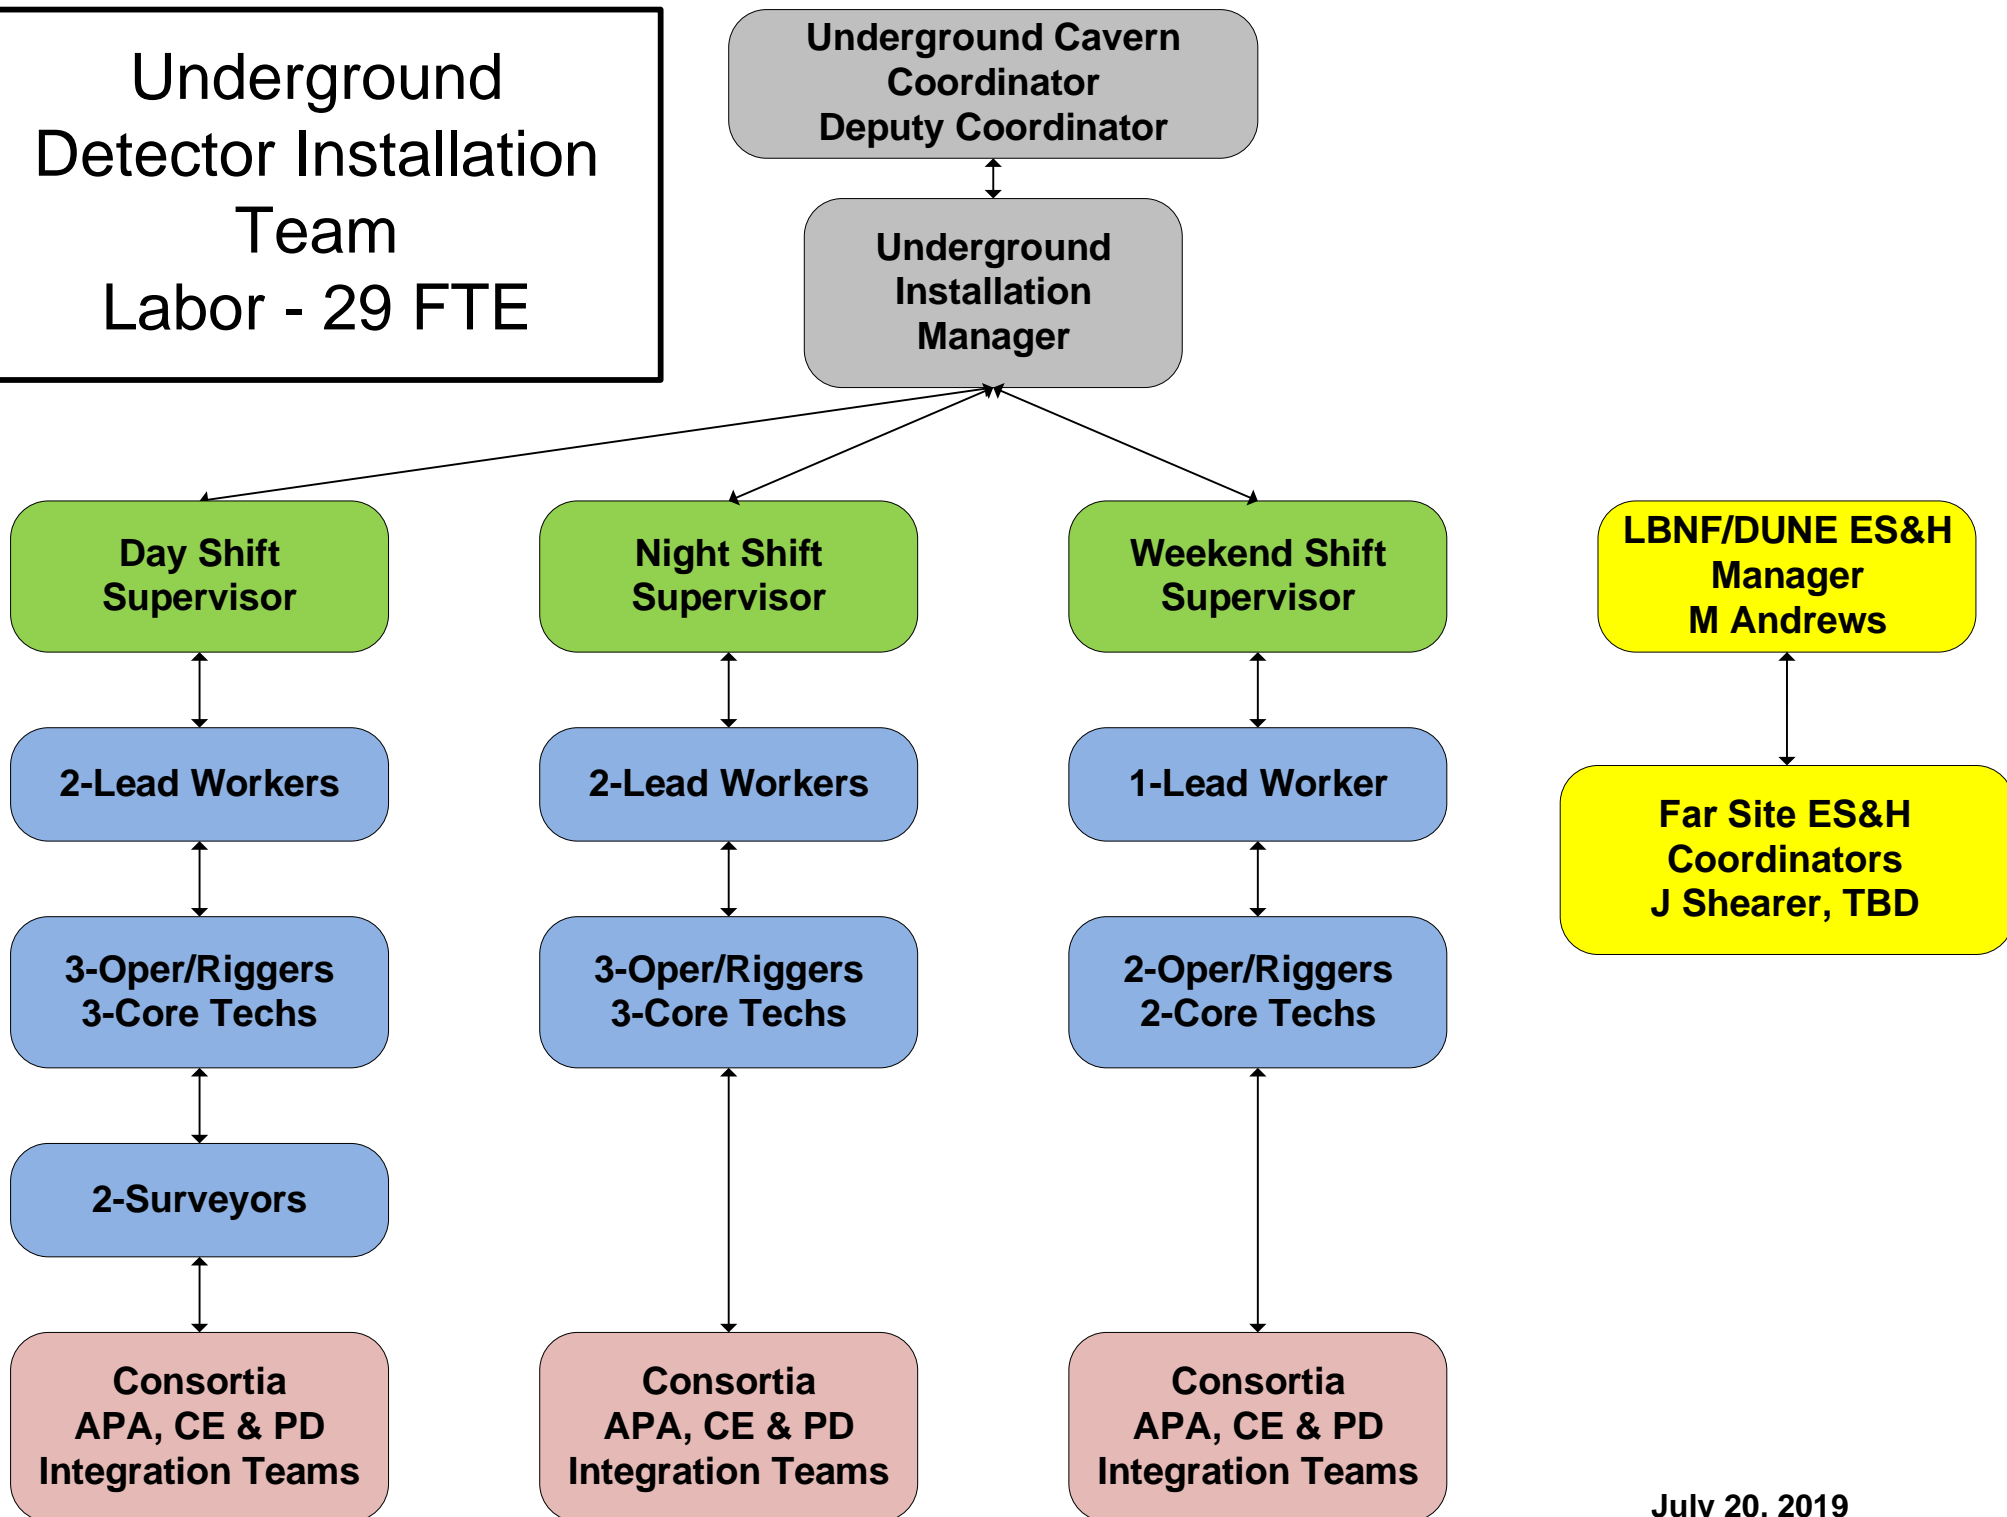 Underground
Detector Installation
Team
Labor - 29 FTE
Underground Cavern
Coordinator
Deputy Coordinator
Underground
Installation
Manager
Day Shift
Supervisor
Night Shift
Supervisor
Weekend Shift
Supervisor
LBNF/DUNE ES&H
Manager
M Andrews
2-Lead Workers
2-Lead Workers
1-Lead Worker
Far Site ES&H
Coordinators
J Shearer, TBD
3-Oper/Riggers
3-Core Techs
3-Oper/Riggers
3-Core Techs
2-Oper/Riggers
2-Core Techs
2-Surveyors
Consortia
APA, CE & PD
Integration Teams
Consortia
APA, CE & PD
Integration Teams
Consortia
APA, CE & PD
Integration Teams
July 20, 2019